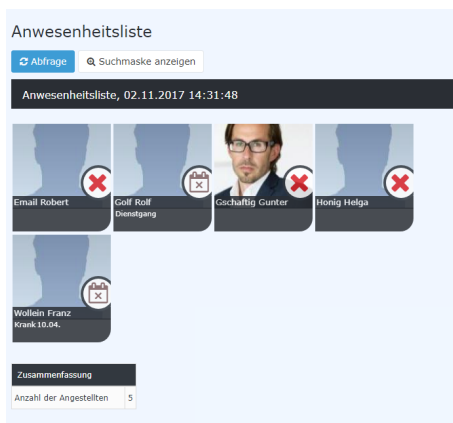 Anwesenheitsliste
Abfrage
Suchmaske anzeigen
Anwesenheitsliste, 02.11.2017 14:31:48
Email Robert
Golf Rolf
Dienstgang
Gschaftig Gunter
Honig Helga
Wollein Franz
Krank 10.04.
Zusammenfassung
Anzahl der Angestellten 5